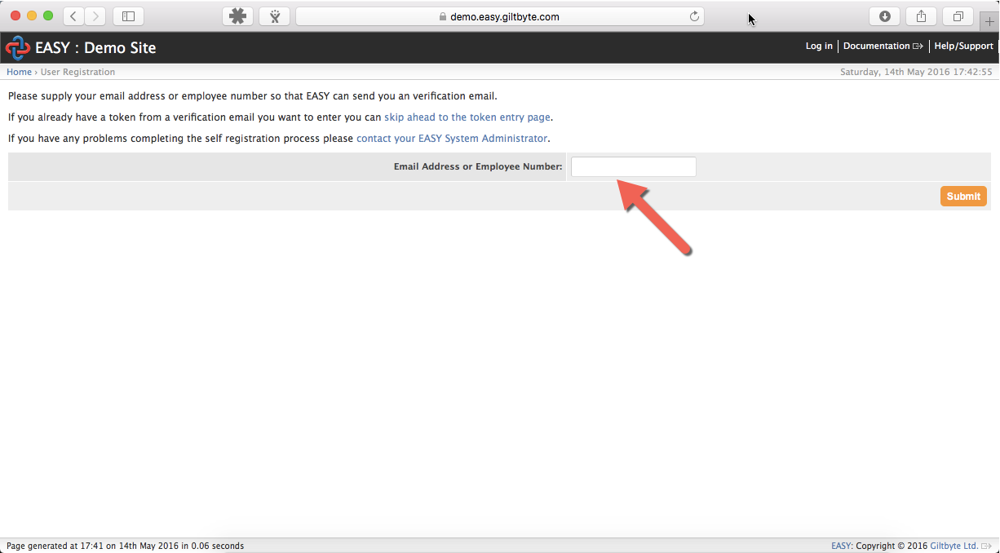 demo.easy.giltbyte.com
EASY : Demo Site
Log in Documentation Help/Support
Home › User Registration
Saturday, 14th May 2016 17:42:55
Please supply your email address or employee number so that EASY can send you an verification email.
If you already have a token from a verification email you want to enter you can skip ahead to the token entry page.
If you have any problems completing the self registration process please contact your EASY System Administrator.
Email Address or Employee Number:
Submit
Page generated at 17:41 on 14th May 2016 in 0.06 seconds
EASY: Copyright © 2016 Giltbyte Ltd.